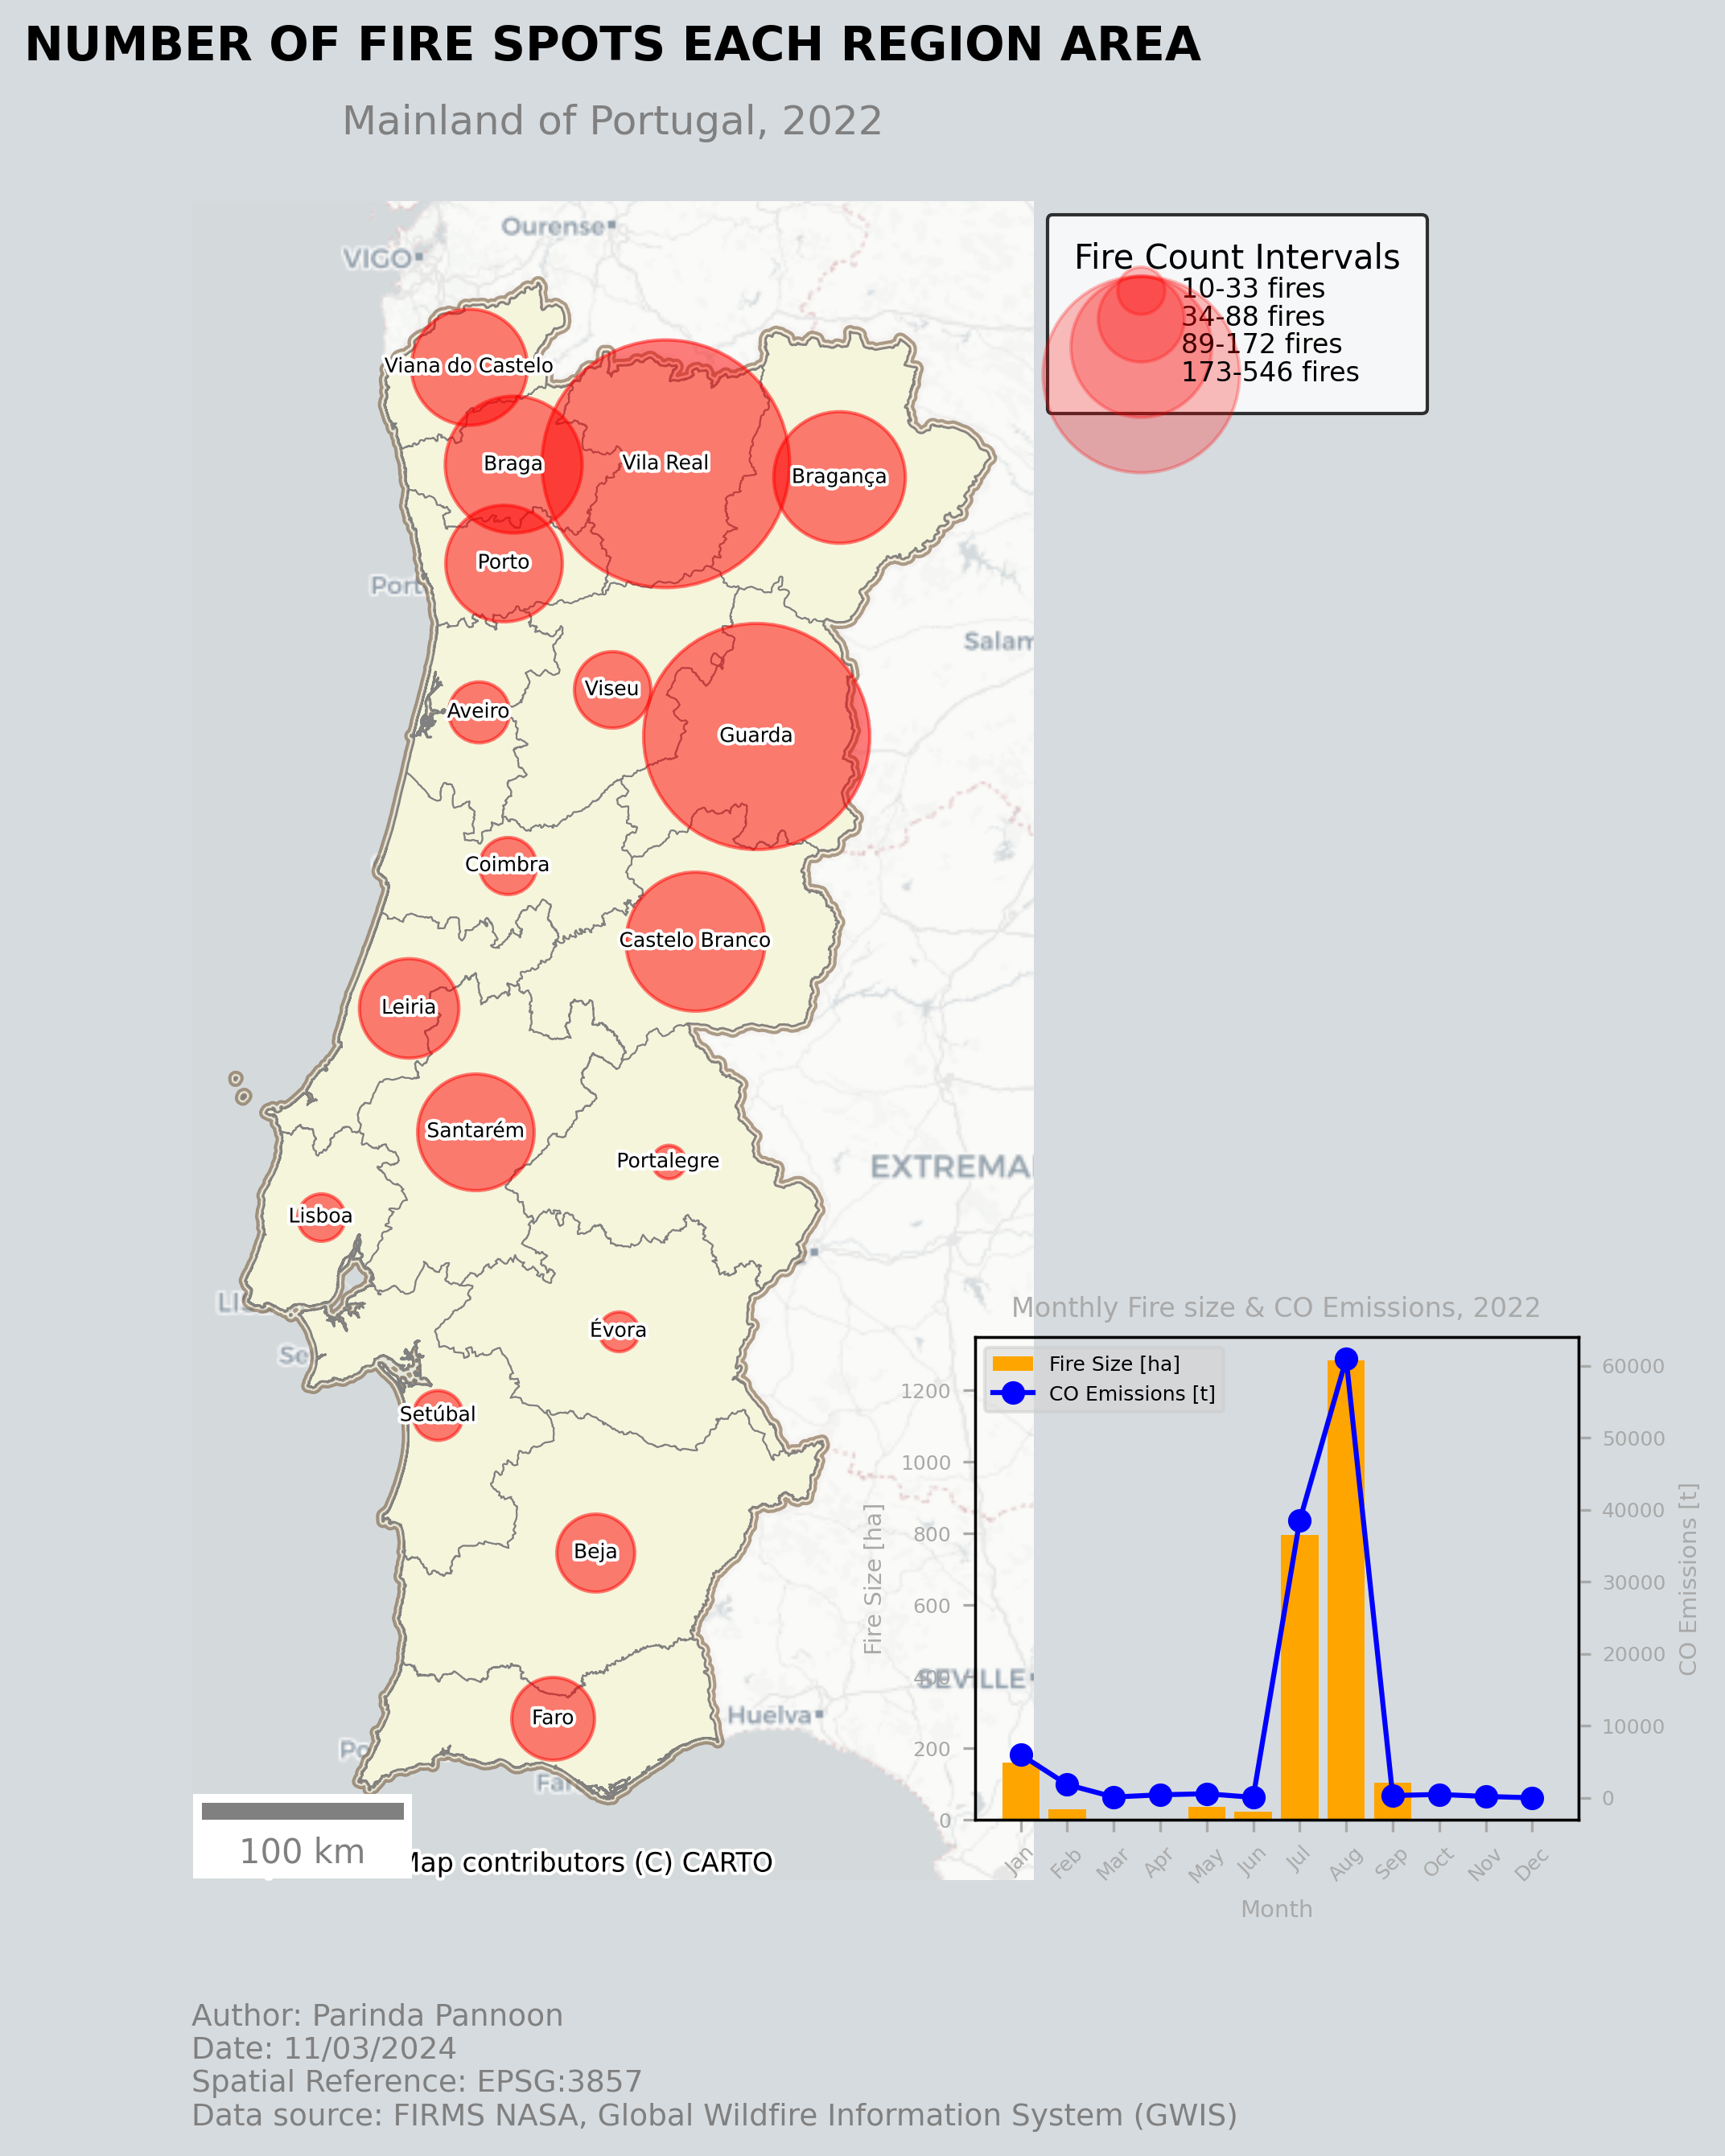 NUMBER OF FIRE SPOTS EACH REGION AREA
Mainland of Portugal, 2022
Ourense
VIGO
Fire Count Intervals
10-33 fires
34-88 fires
89-172 fires
173-546 fires
Viana do Castelo
Braga
Vila Real
Bragança
Porto
Port
Salam
Viseu
Aveiro
Guarda
Coimbra
Castelo Branco
Leiria
Santarém
Portalegre
EXTREMA
Lisboa
LIS
Évora
Se
Setúbal
Beja
SEVILLE
Faro
Huelva
Po
Far
100 km
Map contributors (C) CARTO
Monthly Fire size & CO Emissions, 2022
Fire Size [ha]
CO Emissions [t]
Fire Size [ha]
1200
1000
800
600
400
200
0
60000
50000
40000
30000
20000
10000
0
CO Emissions [t]
Jan Feb Mar Apr May Jun Jul Aug Sep Oct Nov Dec
Month
Author: Parinda Pannoon
Date: 11/03/2024
Spatial Reference: EPSG:3857
Data source: FIRMS NASA, Global Wildfire Information System (GWIS)